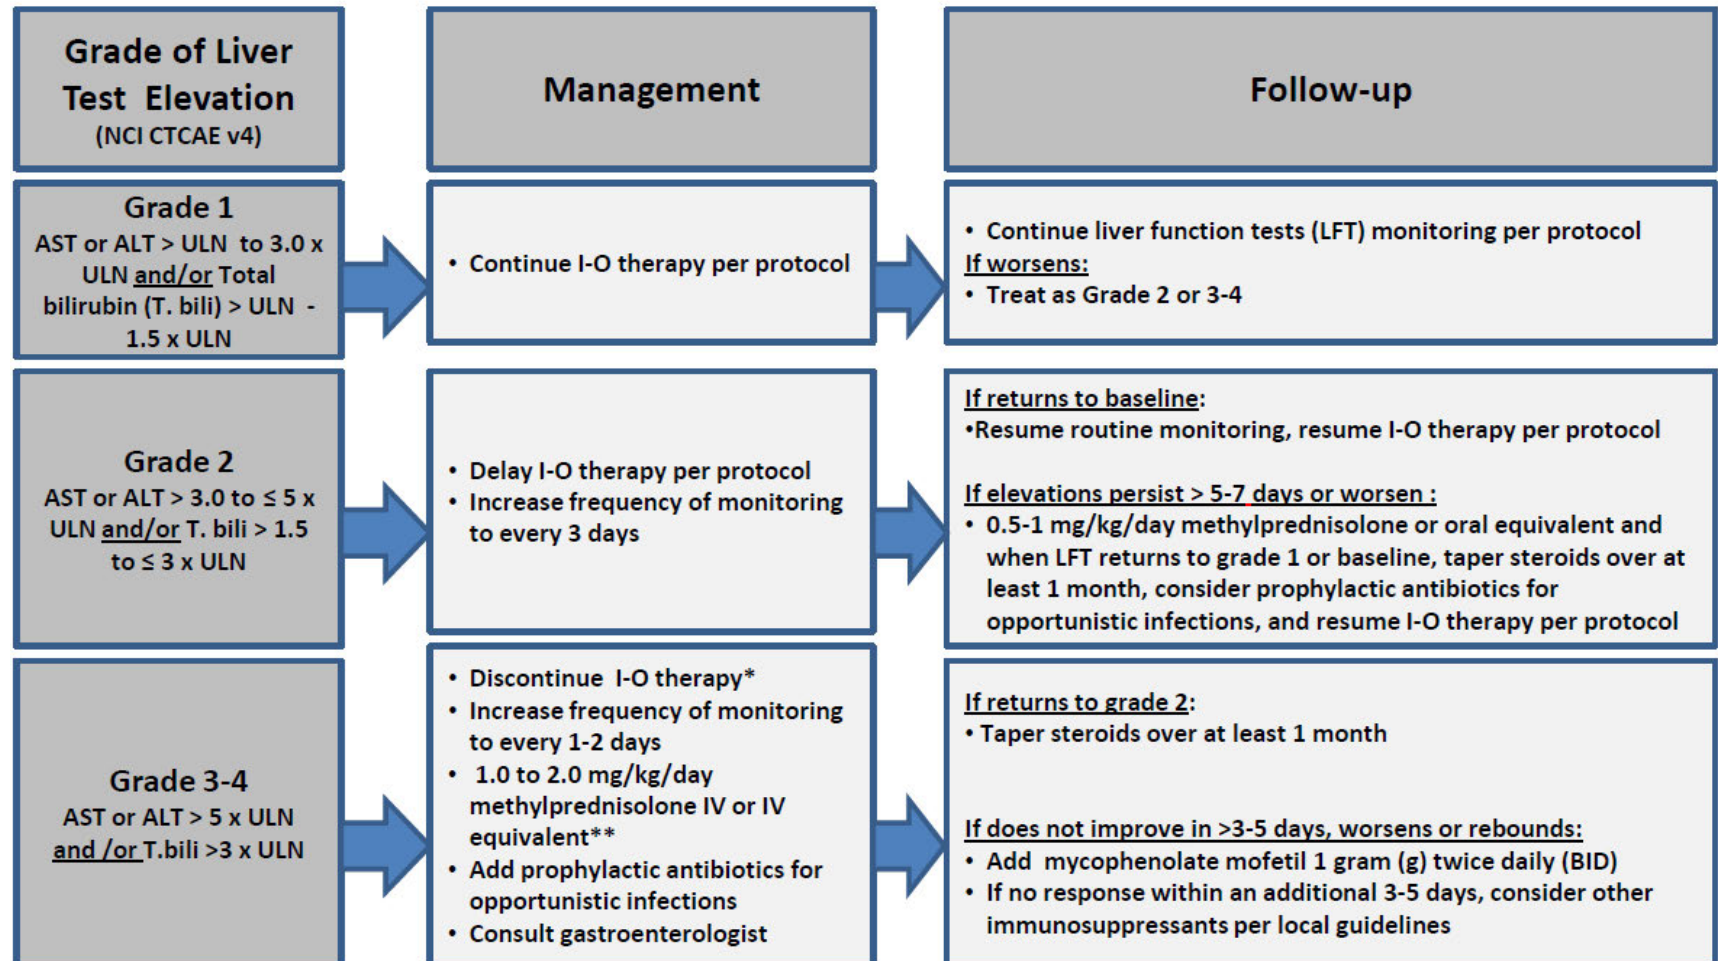 Grade of Liver
Test Elevation
(NCI CTCAE v4)
Management
Follow-up
Grade 1
AST or ALT > ULN to 3.0 x
ULN and/or Total
bilirubin (T. bili) > ULN -
1.5 x ULN
• Continue I-O therapy per protocol
• Continue liver function tests (LFT) monitoring per protocol
If worsens:
• Treat as Grade 2 or 3-4
Grade 2
AST or ALT > 3.0 to ≤ 5 x
ULN and/or T. bili > 1.5
to ≤ 3 x ULN
• Delay I-O therapy per protocol
• Increase frequency of monitoring
to every 3 days
If returns to baseline:
•Resume routine monitoring, resume I-O therapy per protocol
If elevations persist > 5-7 days or worsen :
• 0.5-1 mg/kg/day methylprednisolone or oral equivalent and
when LFT returns to grade 1 or baseline, taper steroids over at
least 1 month, consider prophylactic antibiotics for
opportunistic infections, and resume I-O therapy per protocol
Grade 3-4
AST or ALT > 5 x ULN
and /or T.bili >3 x ULN
• Discontinue I-O therapy*
• Increase frequency of monitoring
to every 1-2 days
• 1.0 to 2.0 mg/kg/day
methylprednisolone IV or IV
equivalent**
• Add prophylactic antibiotics for
opportunistic infections
• Consult gastroenterologist
If returns to grade 2:
• Taper steroids over at least 1 month
If does not improve in >3-5 days, worsens or rebounds:
• Add mycophenolate mofetil 1 gram (g) twice daily (BID)
• If no response within an additional 3-5 days, consider other
immunosuppressants per local guidelines